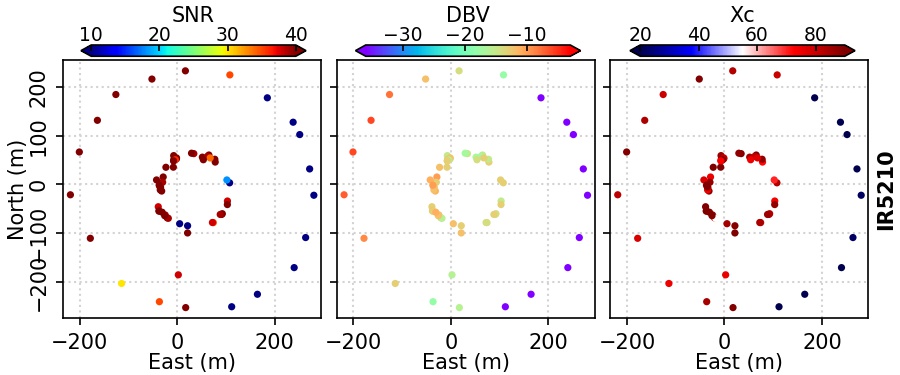 SNR DBV Xc
10 20 30 40 −30 −20 −10 20 40 60 80
200
100
0
−100
−200
North (m)
IR5210
−200 0 200 −200 0 200 −200 0 200
East (m) East (m) East (m)